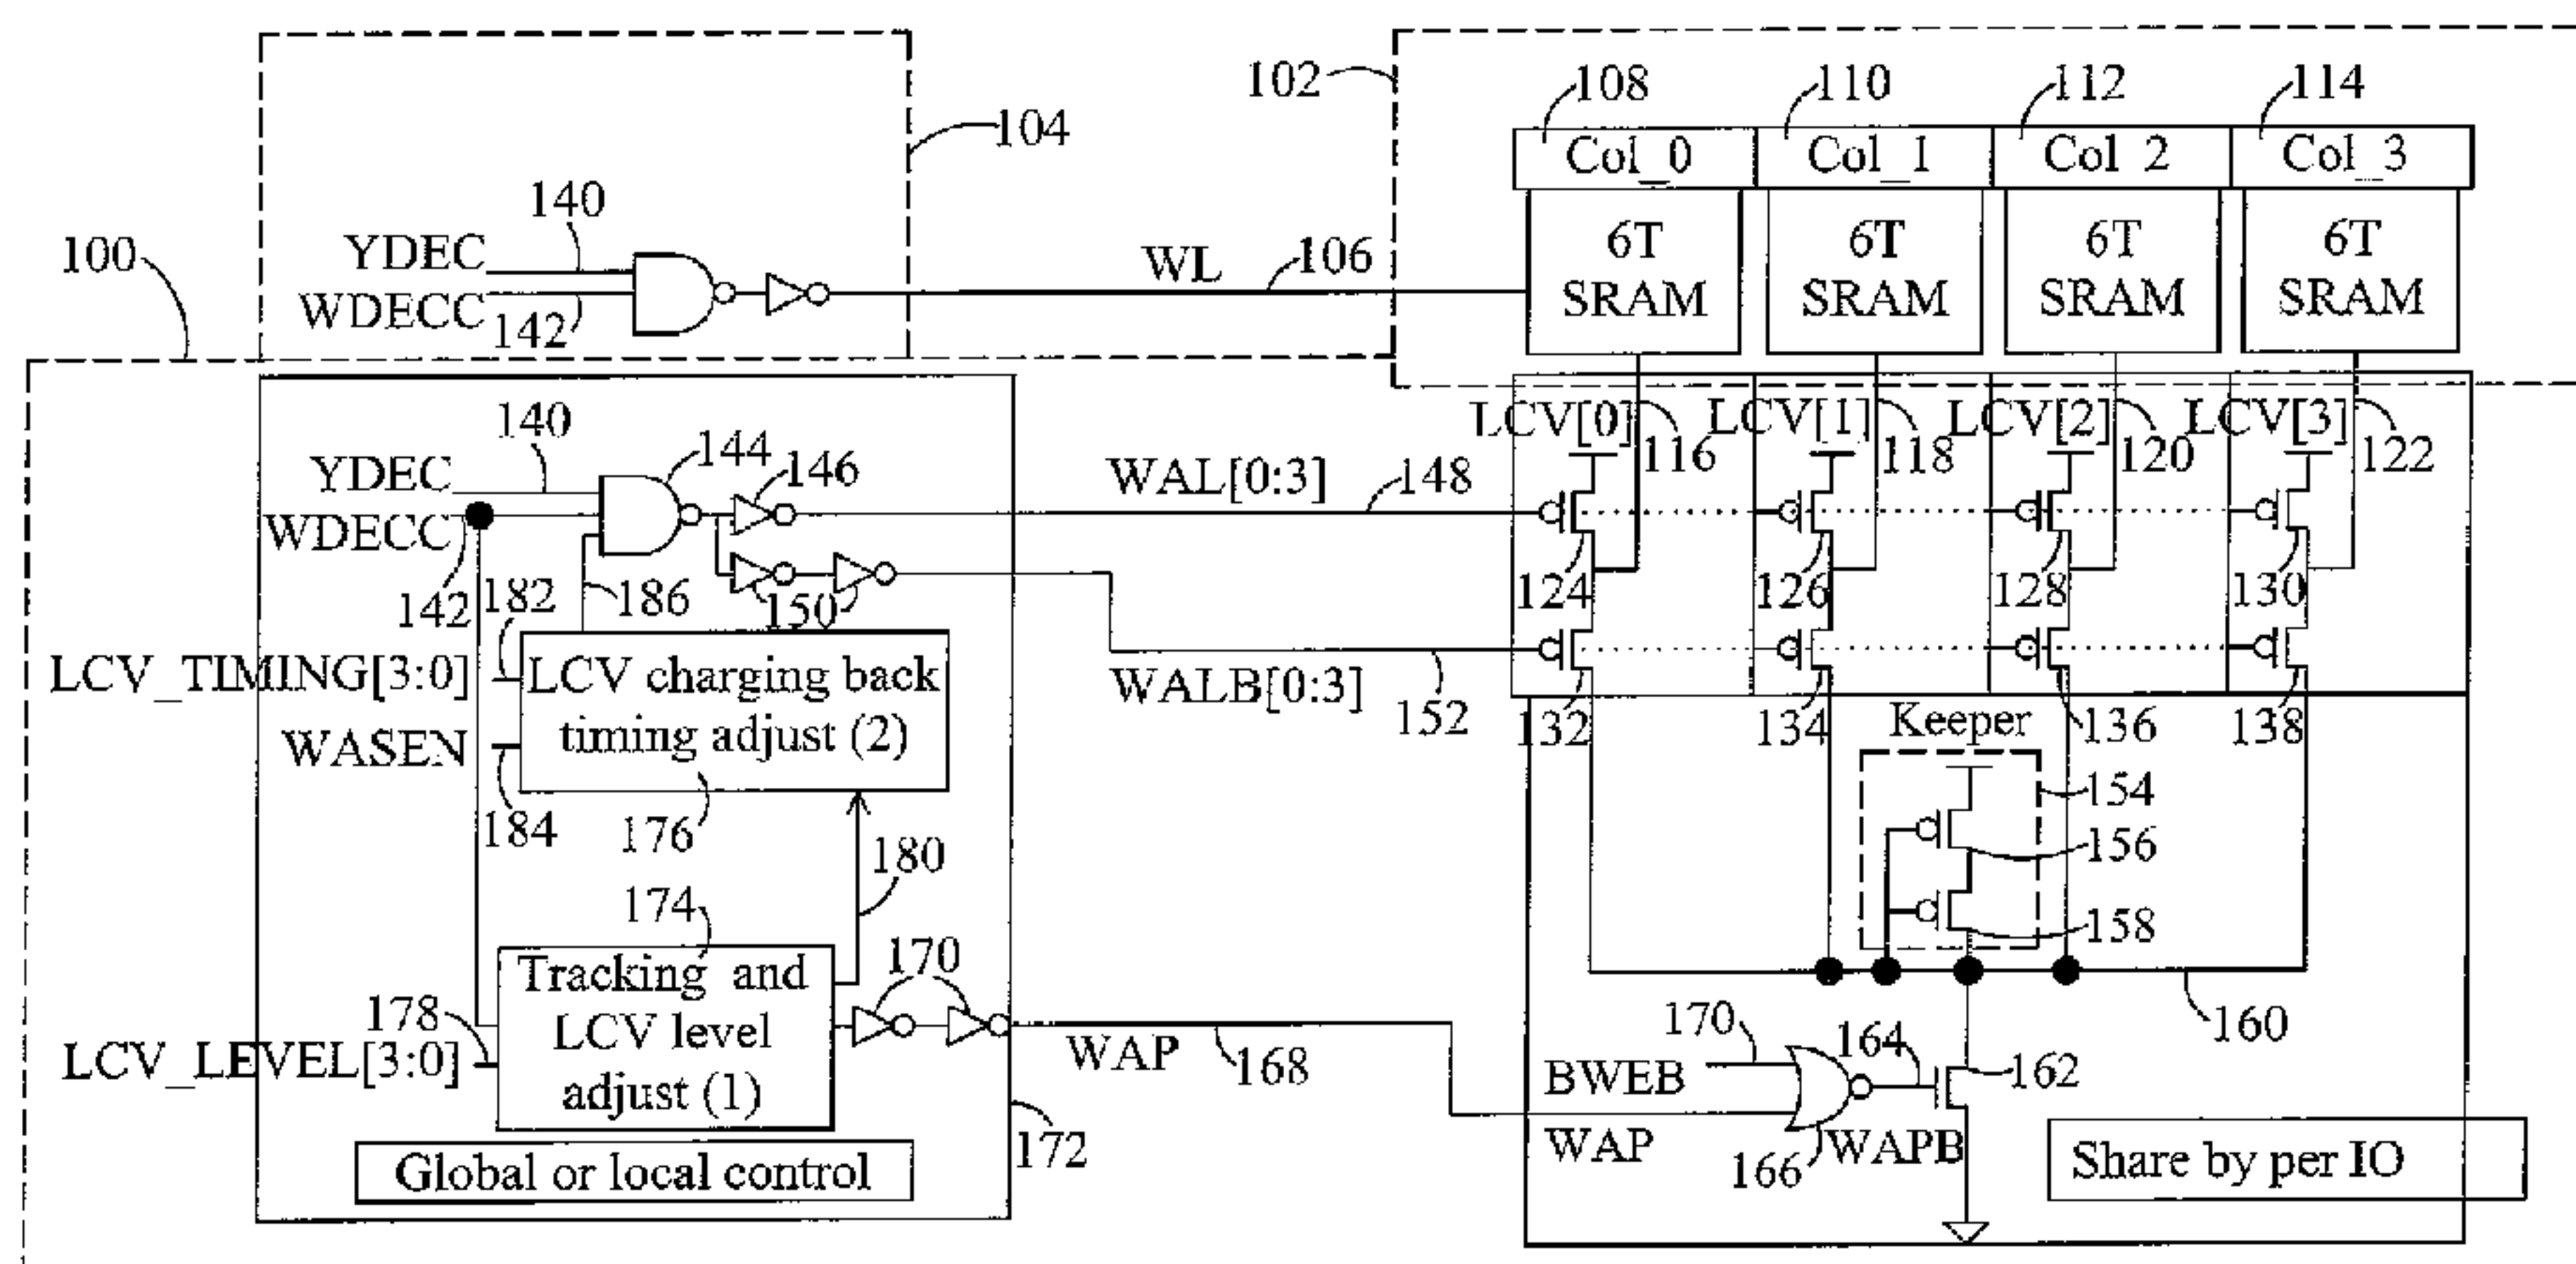 102
108
110
112
114
104
Col_0
Col_1
Col 2
Col_3
140
6T
SRAM
6T
SRAM
6T
SRAM
6T
SRAM
100
YDEC
WDECC
142
WL
106
140
144
146
YDEC
WDECC
142
182
186
150
WAL[0:3]
148
LCV[0]
116
LCV[1]
118
LCV[2]
120
LCV[3]
122
124
126
128
130
LCV_TIMING[3:0]
WASEN
184
LCV charging back
timing adjust (2)
176
WALB[0:3]
152
132
134
136
138
Keeper
154
156
158
180
174
170
178
LCV_LEVEL[3:0]
Tracking and
LCV level
adjust (1)
WAP
168
160
170
164
162
BWEB
WAP
166
WAPB
172
Global or local control
Share by per IO